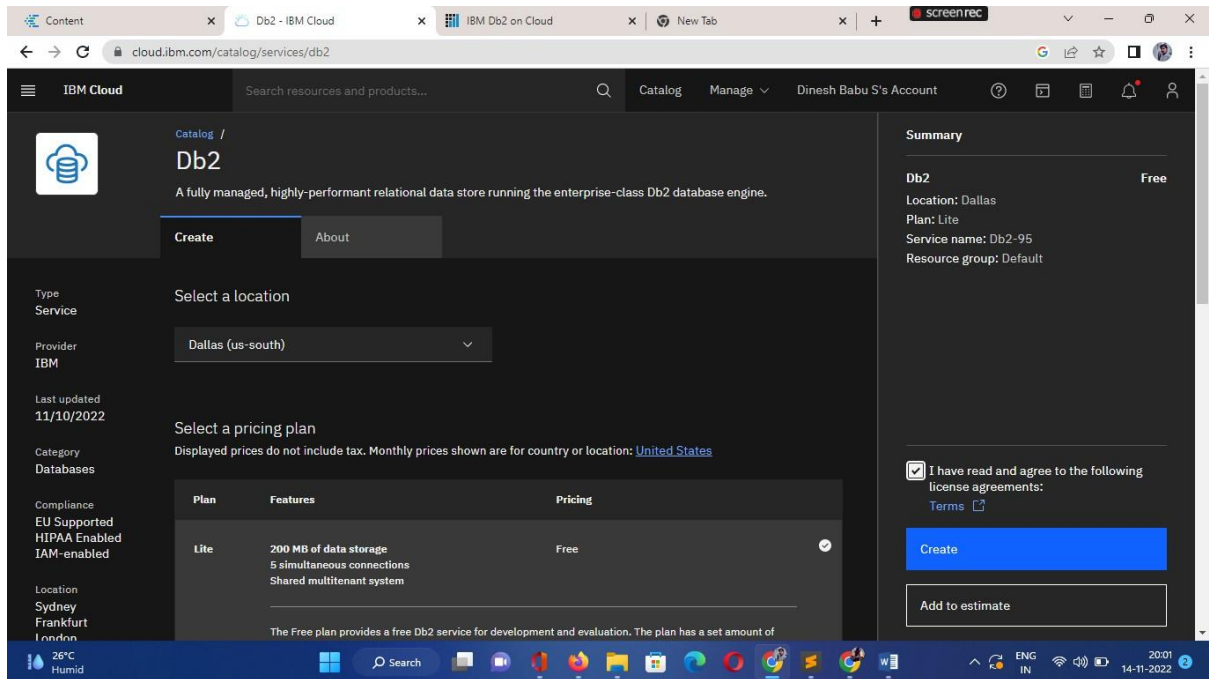 Content
Db2 - IBM Cloud
IBM Db2 on Cloud
New Tab
screenrec
cloud.ibm.com/catalog/services/db2
IBM Cloud
Search resources and products...
Catalog
Manage
Dinesh Babu S's Account
Catalog /
Db2
A fully managed, highly-performant relational data store running the enterprise-class Db2 database engine.
Create
About
Type
Service
Provider
IBM
Last updated
11/10/2022
Category
Databases
Compliance
EU Supported
HIPAA Enabled
IAM-enabled
Location
Sydney
Frankfurt
London
Select a location
Dallas (us-south)
Select a pricing plan
Displayed prices do not include tax. Monthly prices shown are for country or location: United States
Plan Features Pricing
Lite 200 MB of data storage Free
5 simultaneous connections
Shared multitenant system
The Free plan provides a free Db2 service for development and evaluation. The plan has a set amount of
Summary
Db2 Free
Location: Dallas
Plan: Lite
Service name: Db2-95
Resource group: Default
I have read and agree to the following
license agreements:
Terms
Create
Add to estimate
26°C
Humid
Search
ENG
IN
20:01
14-11-2022
2